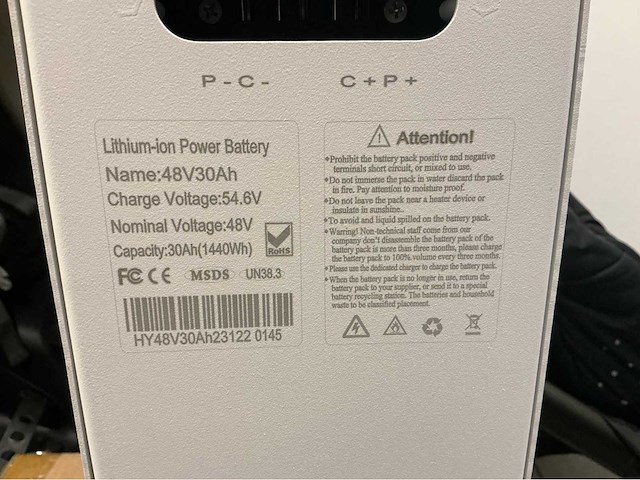 P-C-
C+P+
Lithium-ion Power Battery
Name:48V30Ah
Charge Voltage:54.6V
Nominal Voltage:48V
Capacity:30Ah(1440Wh)
RoHS
FC CE MSDS UN38.3
HY48V30Ah23122 0145
Attention!
Prohibit the battery pack positive and negative
terminals short circuit, or mixed to use.
Do not immerse the pack in water discard the pack
in fire. Pay attention to moisture proof.
Do not leave the pack near a heater device or
insulate in sunshine..
To avoid and liquid spilled on the battery pack.
Warring! Non-technical staff come from our
company don't disassemble the battery pack of the
battery pack is more than three months, please charge
the battery pack to 100% volume every three months.
Please use the dedicated charger to charge the battery pack.
When the battery pack is no longer in use, return the
battery pack to your supplier, or send it to a special
battery recycling station. The batteries and household
waste to be classified placement.